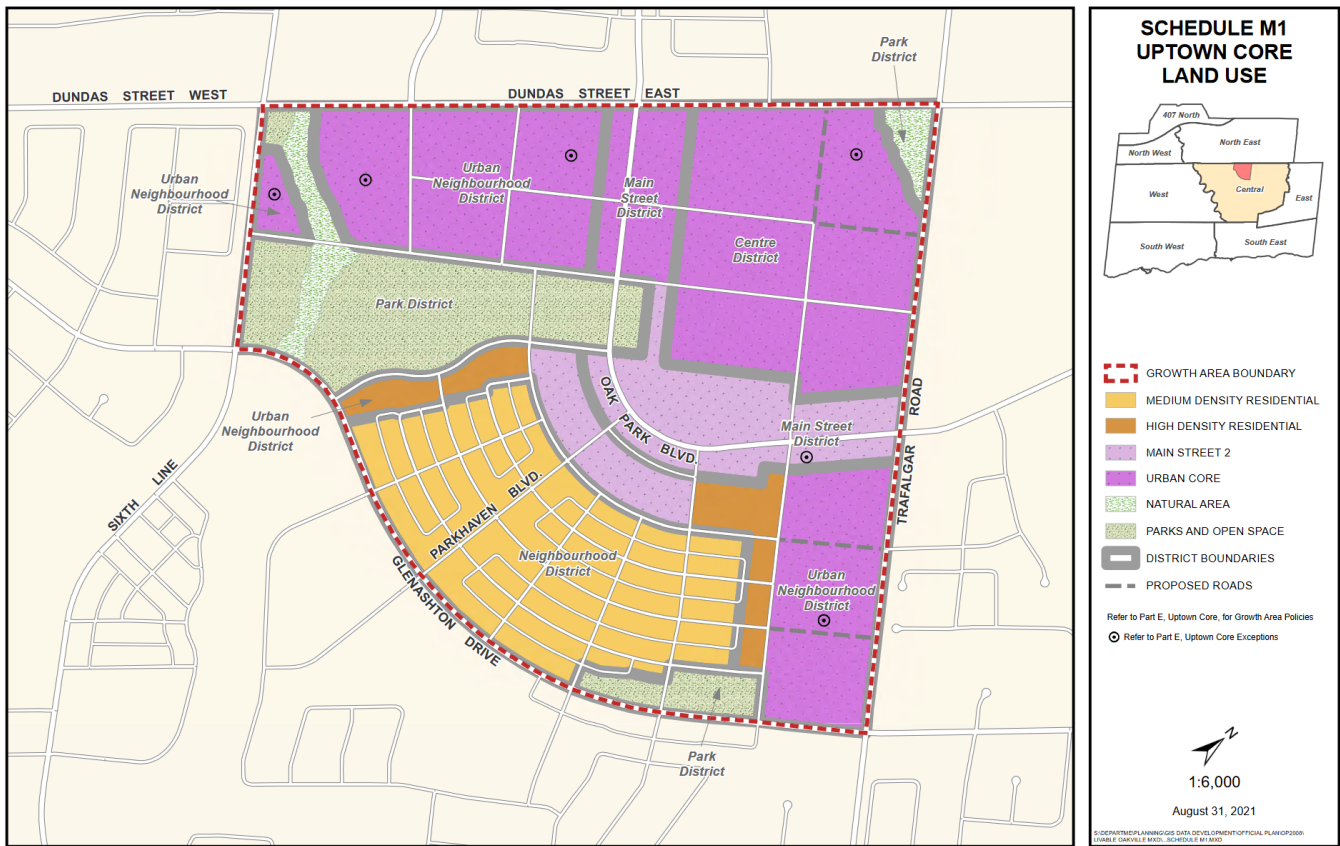 DUNDAS STREET WEST
DUNDAS STREET EAST
Park
District
Urban
Neighbourhood
District
Urban
Neighbourhood
District
Main
Street
District
Centre
District
Park District
Urban
Neighbourhood
District
OAK PARK BLVD.
Main Street
District
TRAFALGAR ROAD
SIXTH LINE
PARKHAVEN BLVD.
GLENASHTON DRIVE
Neighbourhood
District
Urban
Neighbourhood
District
Park
District
SCHEDULE M1
UPTOWN CORE
LAND USE
407 North
North West
North East
West
Central
East
South West
South East
GROWTH AREA BOUNDARY
MEDIUM DENSITY RESIDENTIAL
HIGH DENSITY RESIDENTIAL
MAIN STREET 2
URBAN CORE
NATURAL AREA
PARKS AND OPEN SPACE
DISTRICT BOUNDARIES
PROPOSED ROADS
Refer to Part E, Uptown Core, for Growth Area Policies
Refer to Part E, Uptown Core Exceptions
N
1:6,000
August 31, 2021